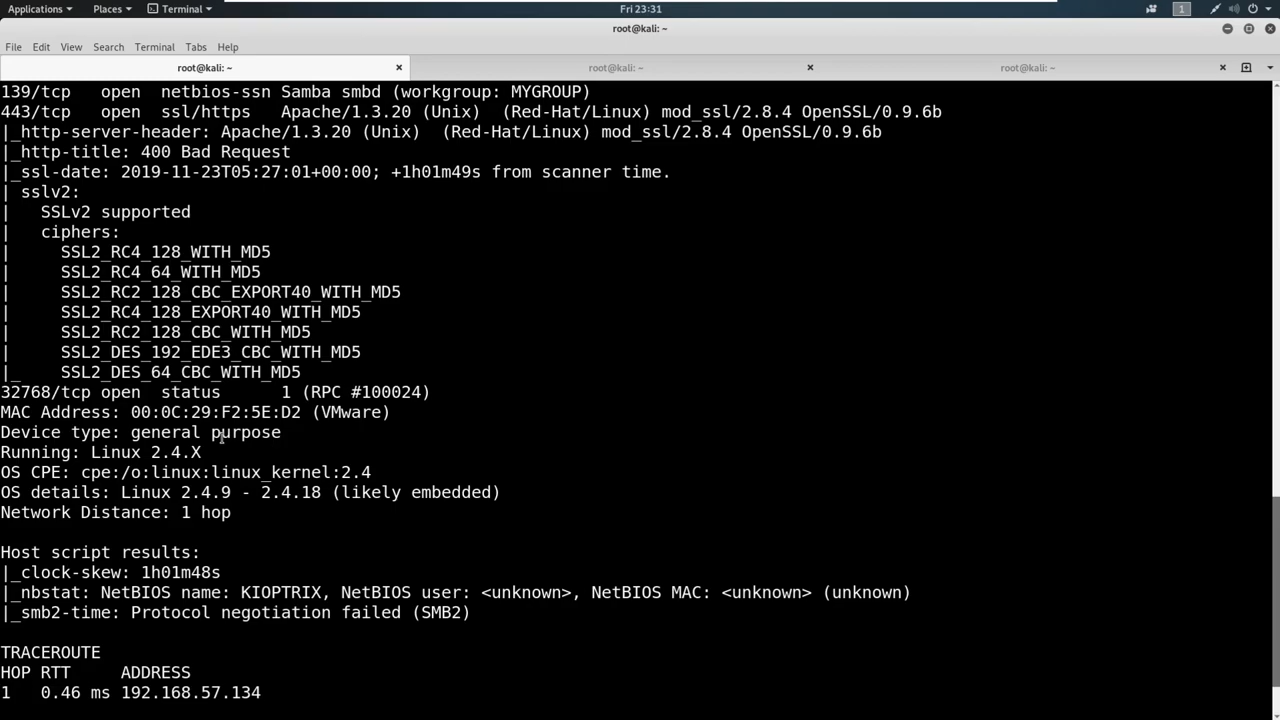 Applications Places Terminal Fri 23:31 1
root@kali: ~
File Edit View Search Terminal Tabs Help
root@kali: ~ root@kali: ~ root@kali: ~
139/tcp   open  netbios-ssn Samba smbd (workgroup: MYGROUP)
443/tcp   open  ssl/https   Apache/1.3.20 (Unix)  (Red-Hat/Linux) mod_ssl/2.8.4 OpenSSL/0.9.6b
|_http-server-header: Apache/1.3.20 (Unix)  (Red-Hat/Linux) mod_ssl/2.8.4 OpenSSL/0.9.6b
|_http-title: 400 Bad Request
|_ssl-date: 2019-11-23T05:27:01+00:00; +1h01m49s from scanner time.
| sslv2:
|   SSLv2 supported
|   ciphers:
|     SSL2_RC4_128_WITH_MD5
|     SSL2_RC4_64_WITH_MD5
|     SSL2_RC2_128_CBC_EXPORT40_WITH_MD5
|     SSL2_RC4_128_EXPORT40_WITH_MD5
|     SSL2_RC2_128_CBC_WITH_MD5
|     SSL2_DES_192_EDE3_CBC_WITH_MD5
|_    SSL2_DES_64_CBC_WITH_MD5
32768/tcp open  status      1 (RPC #100024)
MAC Address: 00:0C:29:F2:5E:D2 (VMware)
Device type: general purpose
Running: Linux 2.4.X
OS CPE: cpe:/o:linux:linux_kernel:2.4
OS details: Linux 2.4.9 - 2.4.18 (likely embedded)
Network Distance: 1 hop
Host script results:
|_clock-skew: 1h01m48s
|_nbstat: NetBIOS name: KIOPTRIX, NetBIOS user: <unknown>, NetBIOS MAC: <unknown> (unknown)
|_smb2-time: Protocol negotiation failed (SMB2)
TRACEROUTE
HOP RTT     ADDRESS
1   0.46 ms 192.168.57.134